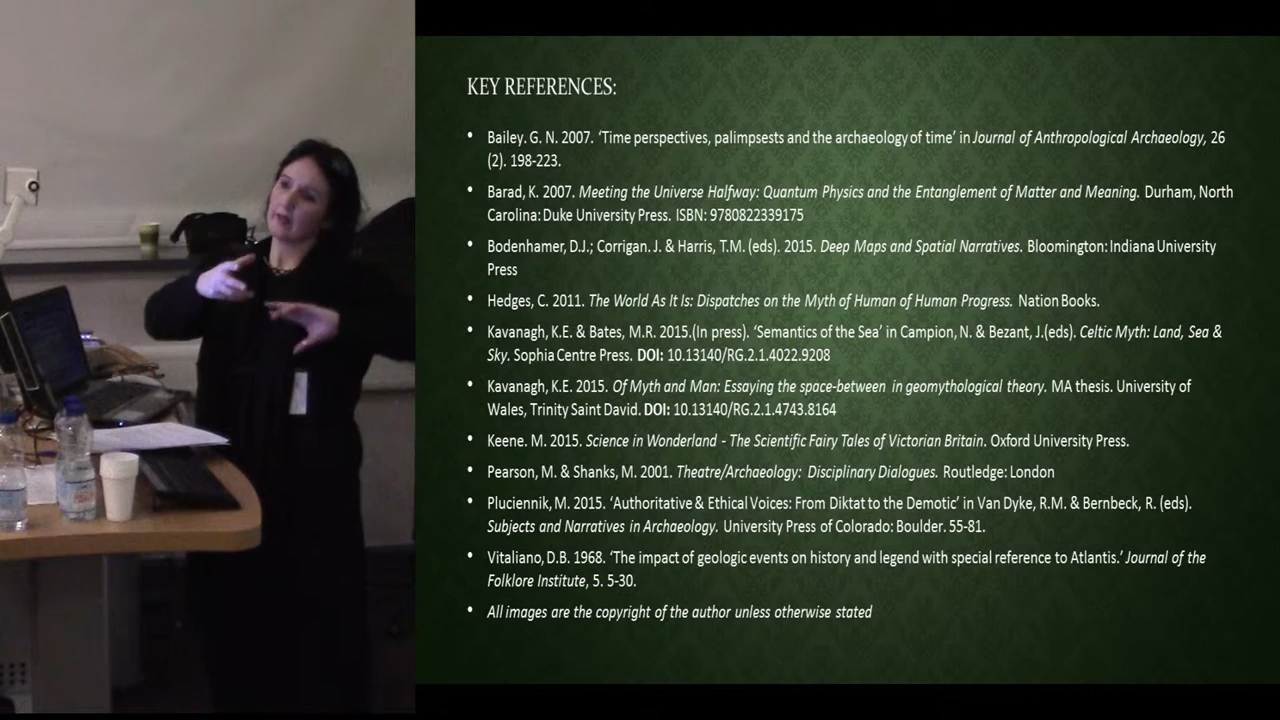 KEY REFERENCES:
• Bailey. G. N. 2007. ‘Time perspectives, palimpsests and the archaeology of time’ in Journal of Anthropological Archaeology, 26
(2). 198-223.
• Barad, K. 2007. Meeting the Universe Halfway: Quantum Physics and the Entanglement of Matter and Meaning. Durham, North
Carolina: Duke University Press. ISBN: 9780822339175
• Bodenhamer, D.J.; Corrigan. J. & Harris, T.M. (eds). 2015. Deep Maps and Spatial Narratives. Bloomington: Indiana University
Press
• Hedges, C. 2011. The World As It Is: Dispatches on the Myth of Human of Human Progress. Nation Books.
• Kavanagh, K.E. & Bates, M.R. 2015.(In press). ‘Semantics of the Sea’ in Campion, N. & Bezant, J.(eds). Celtic Myth: Land, Sea &
Sky. Sophia Centre Press. DOI: 10.13140/RG.2.1.4022.9208
• Kavanagh, K.E. 2015. Of Myth and Man: Essaying the space-between in geomythological theory. MA thesis. University of
Wales, Trinity Saint David. DOI: 10.13140/RG.2.1.4743.8164
• Keene. M. 2015. Science in Wonderland - The Scientific Fairy Tales of Victorian Britain. Oxford University Press.
• Pearson, M. & Shanks, M. 2001. Theatre/Archaeology: Disciplinary Dialogues. Routledge: London
• Pluciennik, M. 2015. ‘Authoritative & Ethical Voices: From Diktat to the Demotic’ in Van Dyke, R.M. & Bernbeck, R. (eds).
Subjects and Narratives in Archaeology. University Press of Colorado: Boulder. 55-81.
• Vitaliano, D.B. 1968. ‘The impact of geologic events on history and legend with special reference to Atlantis.’ Journal of the
Folklore Institute, 5. 5-30.
• All images are the copyright of the author unless otherwise stated